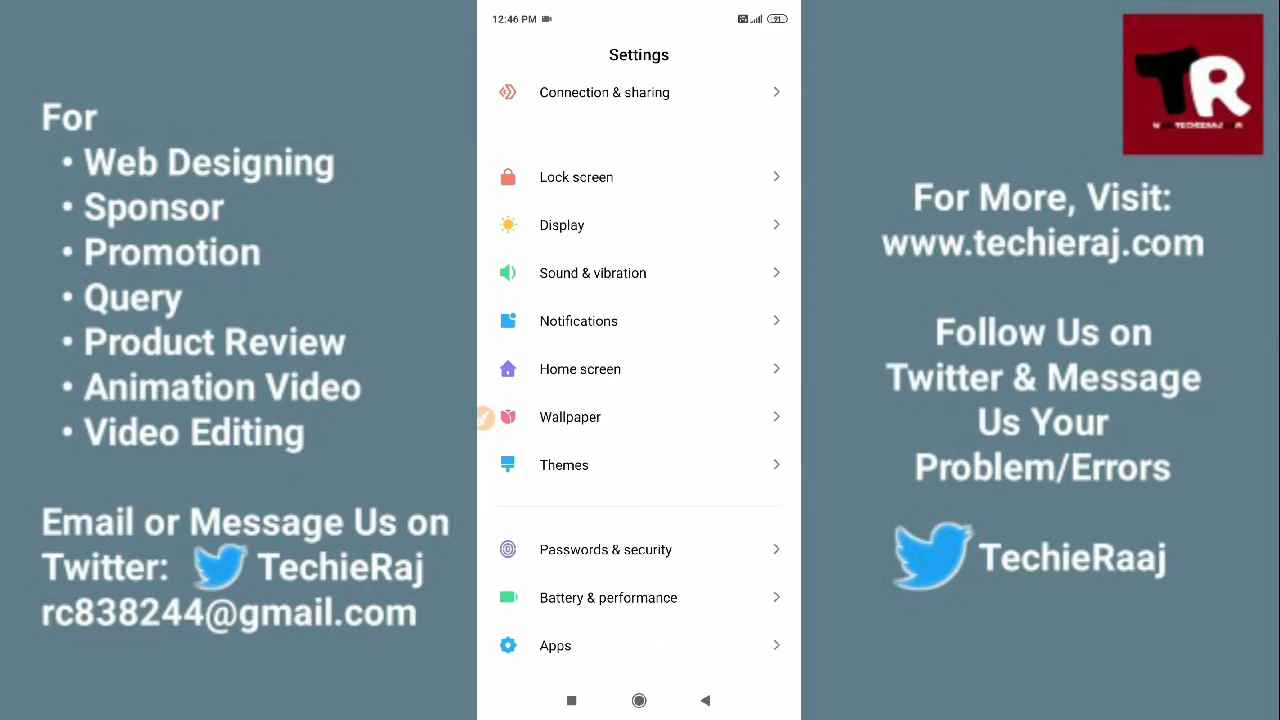 For
• Web Designing
• Sponsor
• Promotion
• Query
• Product Review
• Animation Video
• Video Editing
Email or Message Us on
Twitter: TechieRaj
rc838244@gmail.com
12:46 PM
91
Settings
Connection & sharing
Lock screen
Display
Sound & vibration
Notifications
Home screen
Wallpaper
Themes
Passwords & security
Battery & performance
Apps
TR
For More, Visit:
www.techieraj.com
Follow Us on
Twitter & Message
Us Your
Problem/Errors
TechieRaaj